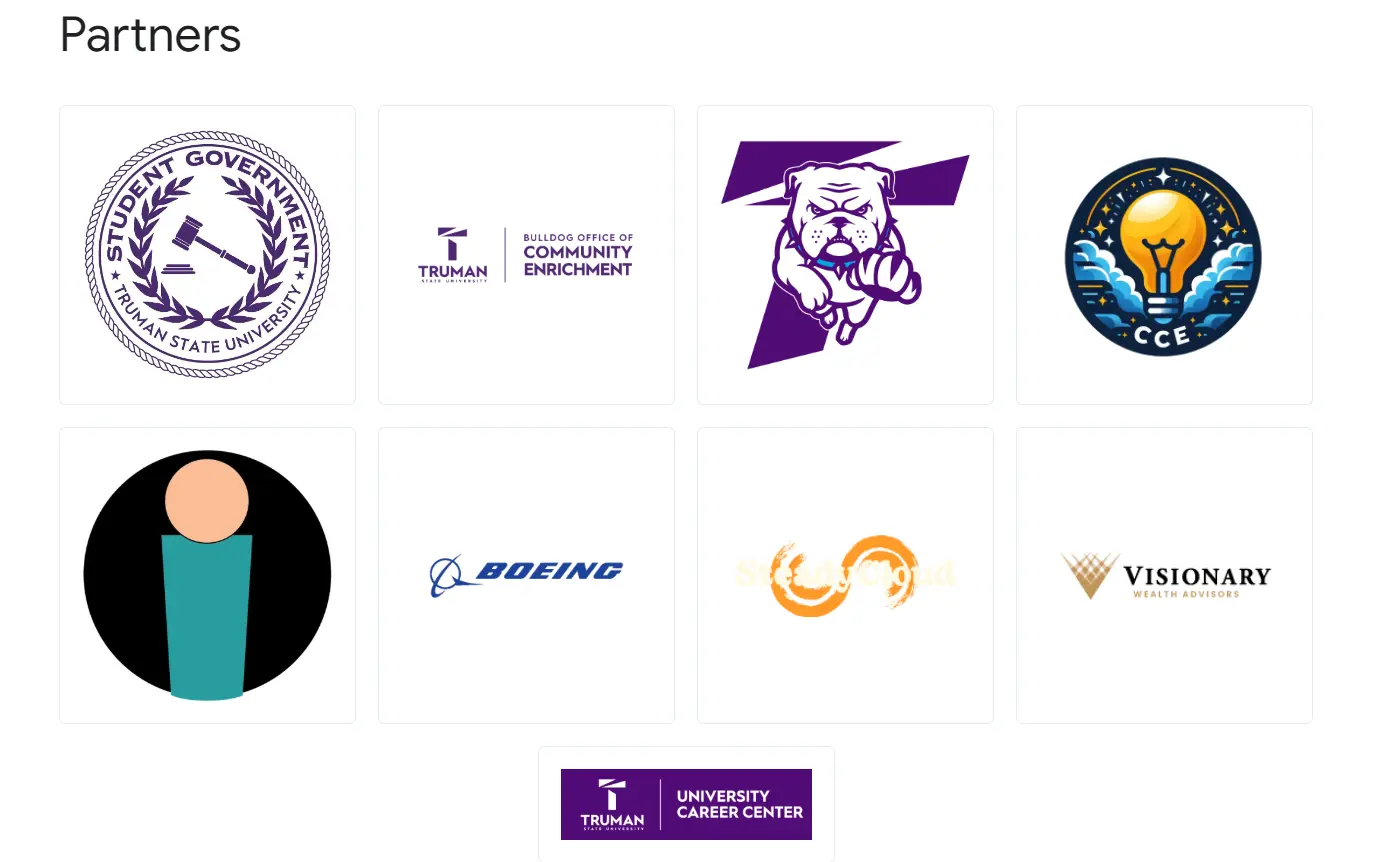 Partners
STUDENT GOVERNMENT
★ TRUMAN STATE UNIVERSITY ★
TRUMAN
STATE UNIVERSITY
BULLDOG OFFICE OF
COMMUNITY
ENRICHMENT
CCE
BOEING
SteadyCloud
VISIONARY
WEALTH ADVISORS
TRUMAN
STATE UNIVERSITY
UNIVERSITY
CAREER CENTER